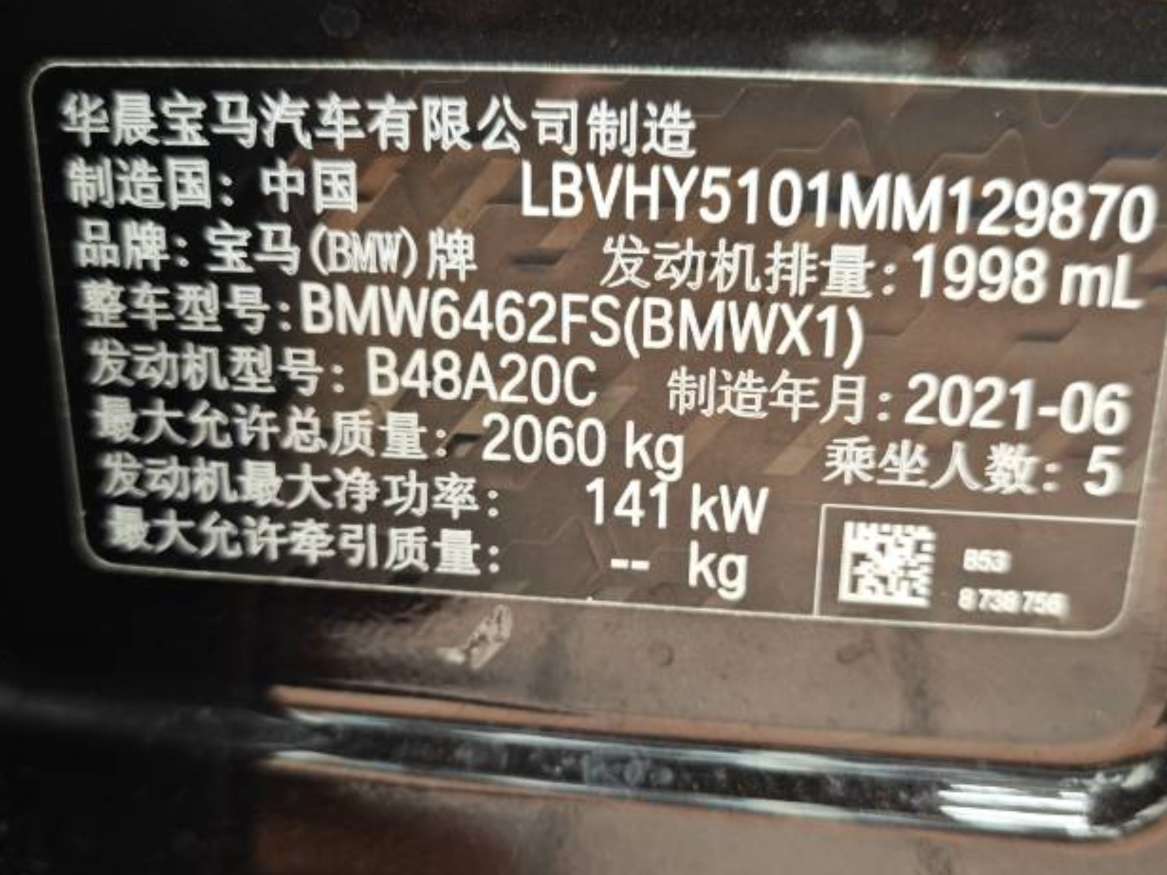 华晨宝马汽车有限公司制造
制造国：中国 LBVHY5101MM129870
品牌：宝马(BMW)牌 发动机排量：1998 mL
整车型号：BMW6462FS(BMWX1)
发动机型号：B48A20C 制造年月：2021-06
最大允许总质量：2060 kg 乘坐人数：5
发动机最大净功率：141 kW
最大允许牵引质量：-- kg
853
8 738 756